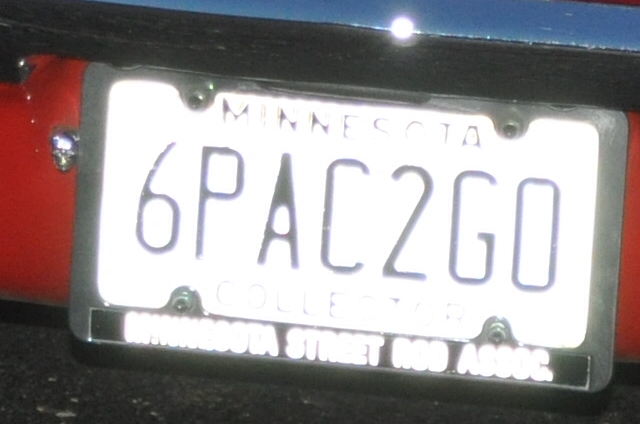 MINNESOTA
6PAC2GO
COLLECTOR
MINNESOTA STREET ROD ASSOC.